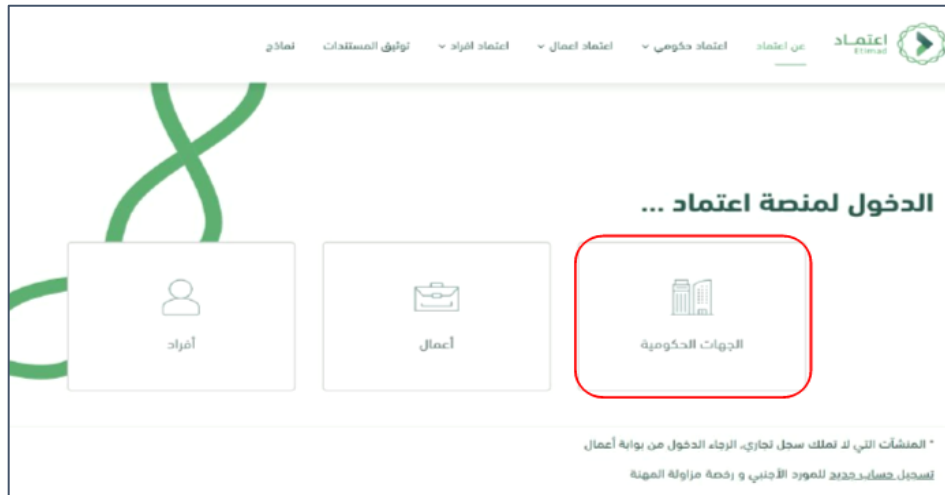 اعتمـاد
Etimad
عن اعتماد
اعتماد حكومي
اعتماد اعمال
اعتماد افراد
توثيق المستندات
نماذج
الدخول لمنصة اعتماد ...
الجهات الحكومية
أعمال
أفراد
* المنشآت التي لا تملك سجل تجاري, الرجاء الدخول من بوابة أعمال
تسجيل حساب جديد للمورد الأجنبي و رخصة مزاولة المهنة